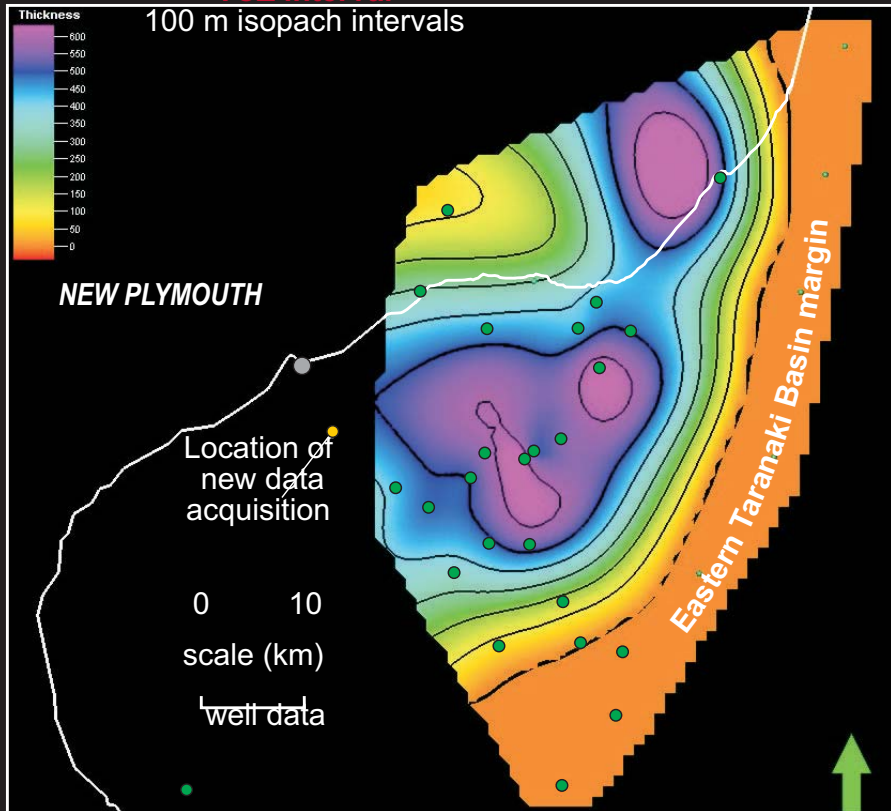 100 m isopach intervals
Thickness
600
550
500
450
400
350
300
250
200
150
100
50
0
NEW PLYMOUTH
Location of
new data
acquisition
0 10
scale (km)
well data
Eastern Taranaki Basin margin